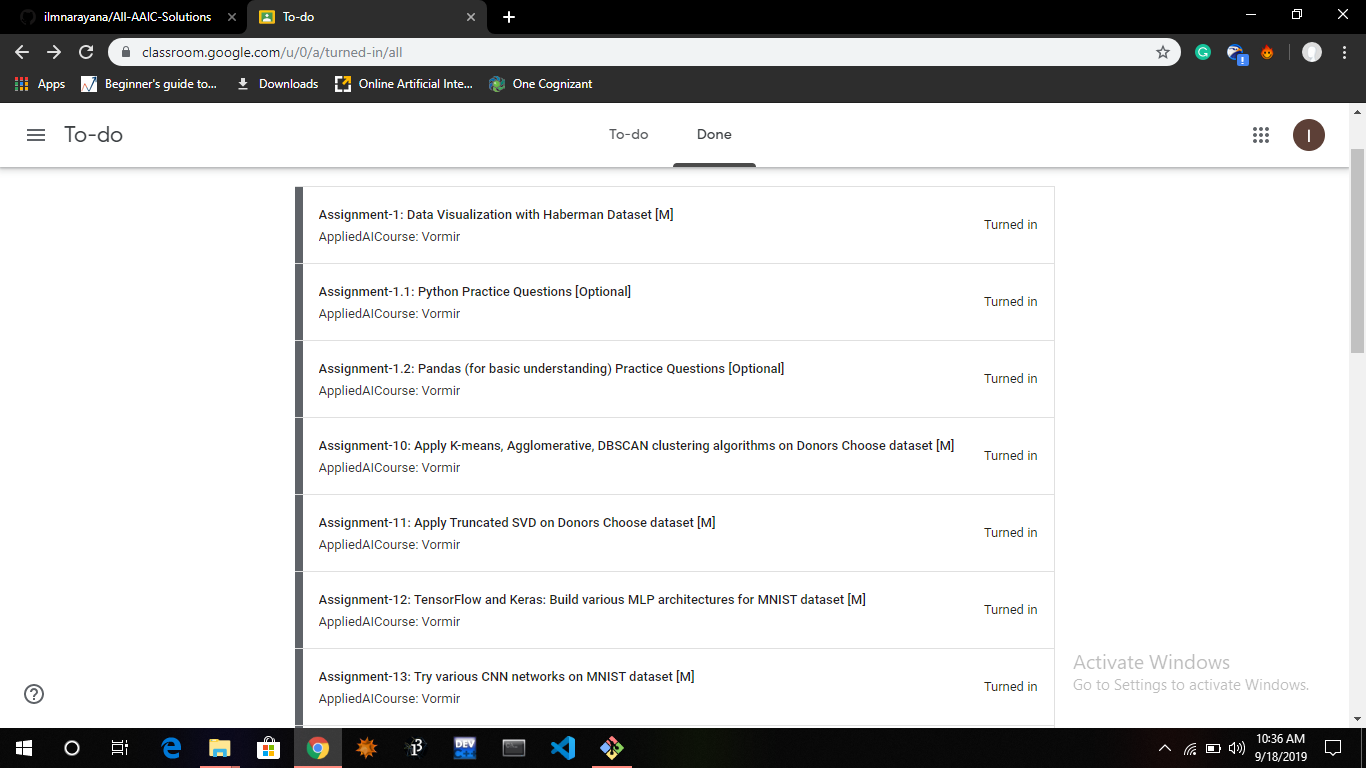 ilmnarayana/All-AAIC-Solutions
To-do
classroom.google.com/u/0/a/turned-in/all
Apps
Beginner's guide to...
Downloads
Online Artificial Inte...
One Cognizant
To-do
To-do
Done
I
Assignment-1: Data Visualization with Haberman Dataset [M]
AppliedAICourse: Vormir
Turned in
Assignment-1.1: Python Practice Questions [Optional]
AppliedAICourse: Vormir
Turned in
Assignment-1.2: Pandas (for basic understanding) Practice Questions [Optional]
AppliedAICourse: Vormir
Turned in
Assignment-10: Apply K-means, Agglomerative, DBSCAN clustering algorithms on Donors Choose dataset [M]
AppliedAICourse: Vormir
Turned in
Assignment-11: Apply Truncated SVD on Donors Choose dataset [M]
AppliedAICourse: Vormir
Turned in
Assignment-12: TensorFlow and Keras: Build various MLP architectures for MNIST dataset [M]
AppliedAICourse: Vormir
Turned in
Assignment-13: Try various CNN networks on MNIST dataset [M]
AppliedAICourse: Vormir
Turned in
Activate Windows
Go to Settings to activate Windows.
DEV
10:36 AM
9/18/2019